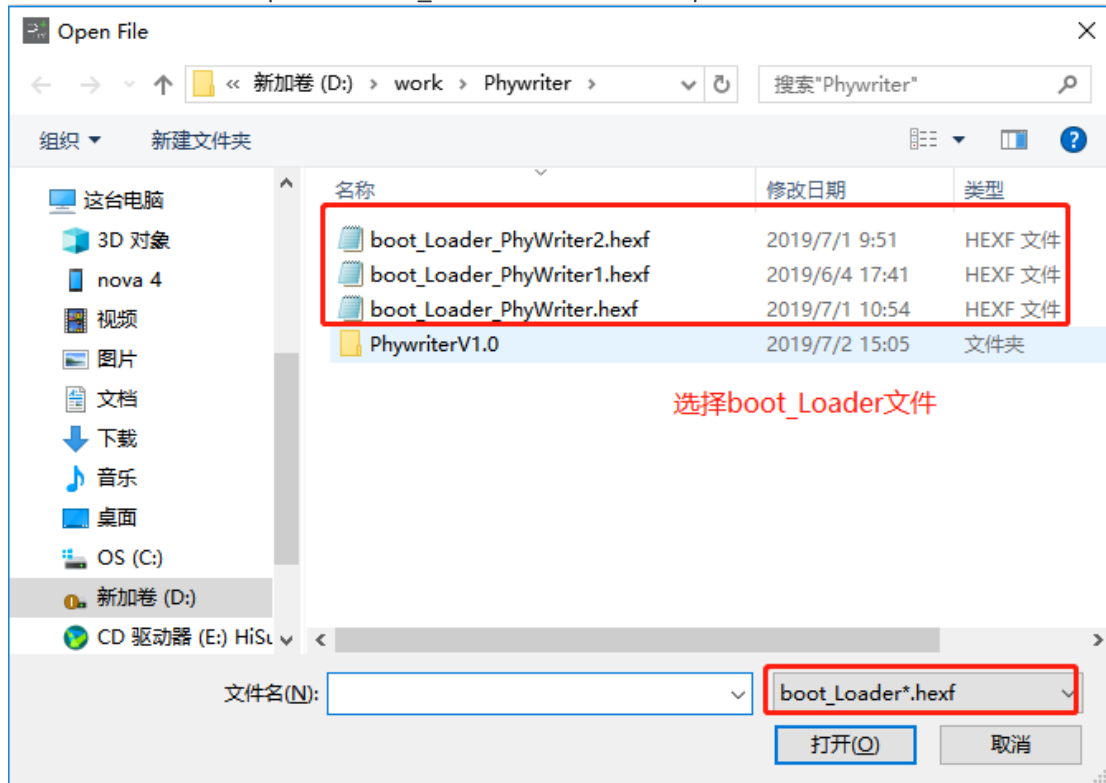 Open File
« 新加卷 (D:) › work › Phywriter ›
搜索"Phywriter"
组织
新建文件夹
名称 修改日期 类型
这台电脑
3D 对象
nova 4
视频
图片
文档
下载
音乐
桌面
OS (C:)
新加卷 (D:)
CD 驱动器 (E:)
boot_Loader_PhyWriter2.hexf 2019/7/1 9:51 HEXF 文件
boot_Loader_PhyWriter1.hexf 2019/6/4 17:41 HEXF 文件
boot_Loader_PhyWriter.hexf 2019/7/1 10:54 HEXF 文件
PhywriterV1.0 2019/7/2 15:05 文件夹
选择boot_Loader文件
文件名(N):
boot_Loader*.hexf
打开(O) 取消